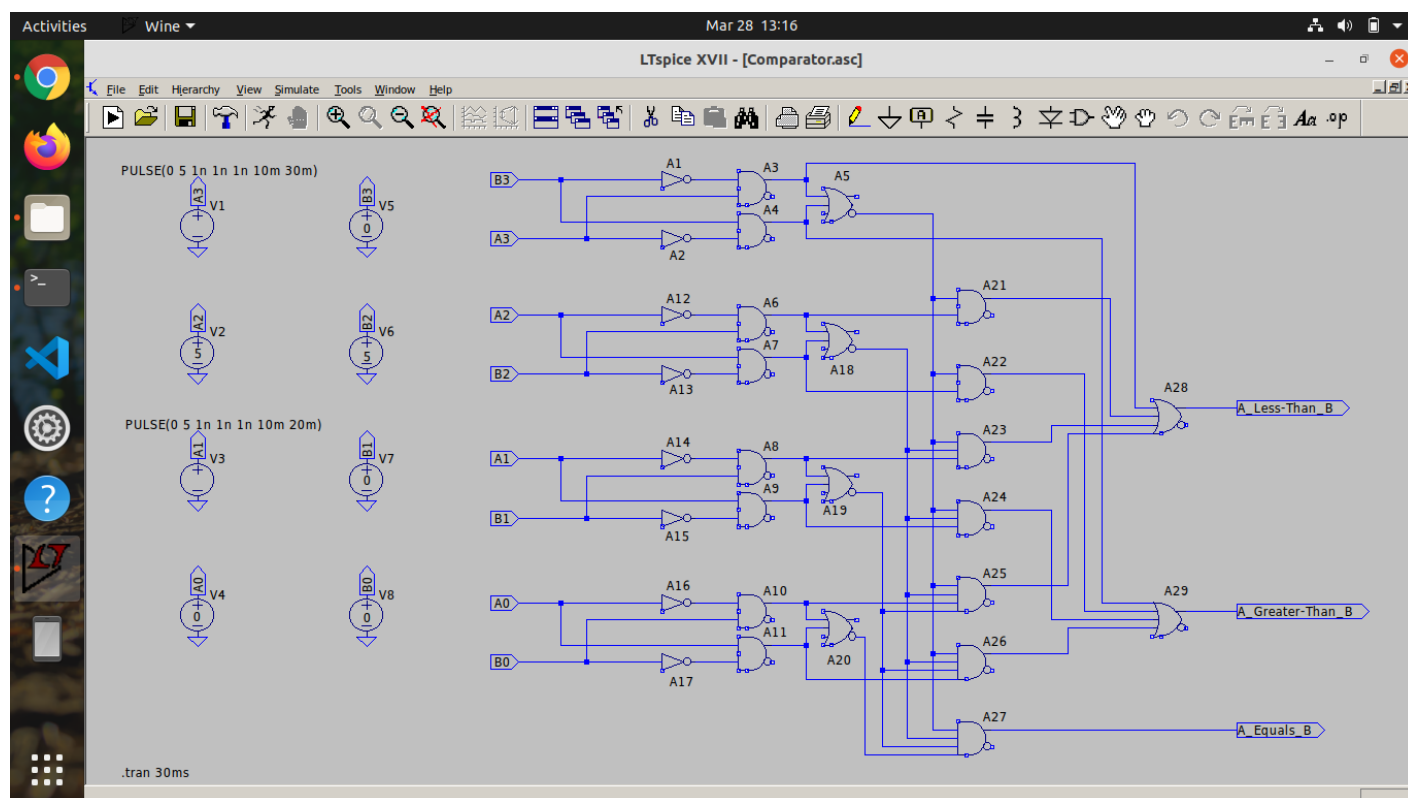 Activities
Wine
Mar 28 13:16
LTspice XVII - [Comparator.asc]
File Edit Hierarchy View Simulate Tools Window Help
PULSE(0 5 1n 1n 1n 10m 30m)
A3
V1
B3
V5
0
A2
V2
5
B2
V6
5
PULSE(0 5 1n 1n 1n 10m 20m)
A1
V3
B1
V7
0
A0
V4
0
B0
V8
0
.tran 30ms
B3
A1
A3
A5
A4
A3
A2
A21
A2
A12
A6
A7
A18
A22
B2
A13
A28
A_Less-Than_B
A23
A1
A14
A8
A9
A19
A24
B1
A15
A25
A0
A16
A10
A29
A_Greater-Than_B
A11
A20
A26
B0
A17
A27
A_Equals_B